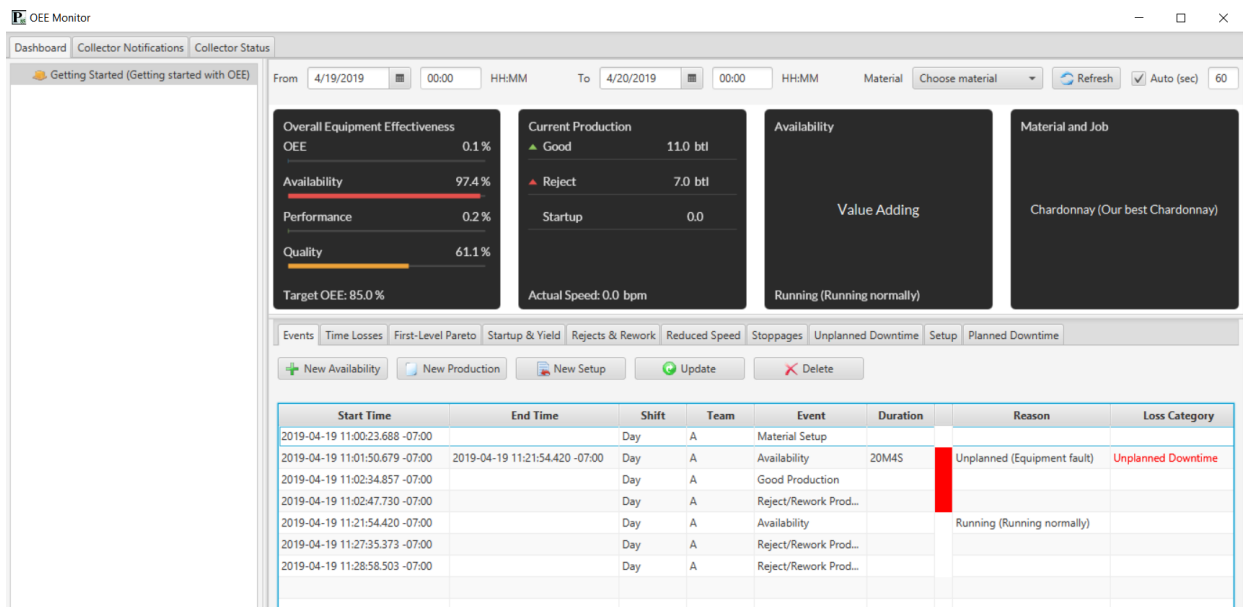 OEE Monitor
Dashboard Collector Notifications Collector Status
Getting Started (Getting started with OEE)
From 4/19/2019 00:00 HH:MM To 4/20/2019 00:00 HH:MM Material Choose material Refresh Auto (sec) 60
Overall Equipment Effectiveness
OEE 0.1 %
Availability 97.4 %
Performance 0.2 %
Quality 61.1 %
Target OEE: 85.0 %
Current Production
Good 11.0 btl
Reject 7.0 btl
Startup 0.0
Actual Speed: 0.0 bpm
Availability
Value Adding
Running (Running normally)
Material and Job
Chardonnay (Our best Chardonnay)
Events Time Losses First-Level Pareto Startup & Yield Rejects & Rework Reduced Speed Stoppages Unplanned Downtime Setup Planned Downtime
New Availability New Production New Setup Update Delete
Start Time End Time Shift Team Event Duration Reason Loss Category
2019-04-19 11:00:23.688 -07:00 Day A Material Setup
2019-04-19 11:01:50.679 -07:00 2019-04-19 11:21:54.420 -07:00 Day A Availability 20M4S Unplanned (Equipment fault) Unplanned Downtime
2019-04-19 11:02:34.857 -07:00 Day A Good Production
2019-04-19 11:02:47.730 -07:00 Day A Reject/Rework Prod...
2019-04-19 11:21:54.420 -07:00 Day A Availability Running (Running normally)
2019-04-19 11:27:35.373 -07:00 Day A Reject/Rework Prod...
2019-04-19 11:28:58.503 -07:00 Day A Reject/Rework Prod...